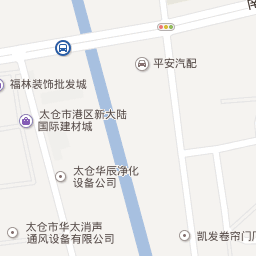 平安汽配
福林装饰批发城
太仓市港区新大陆
国际建材城
太仓华辰净化
设备公司
太仓市华太消声
通风设备有限公司
凯发卷帘门厂